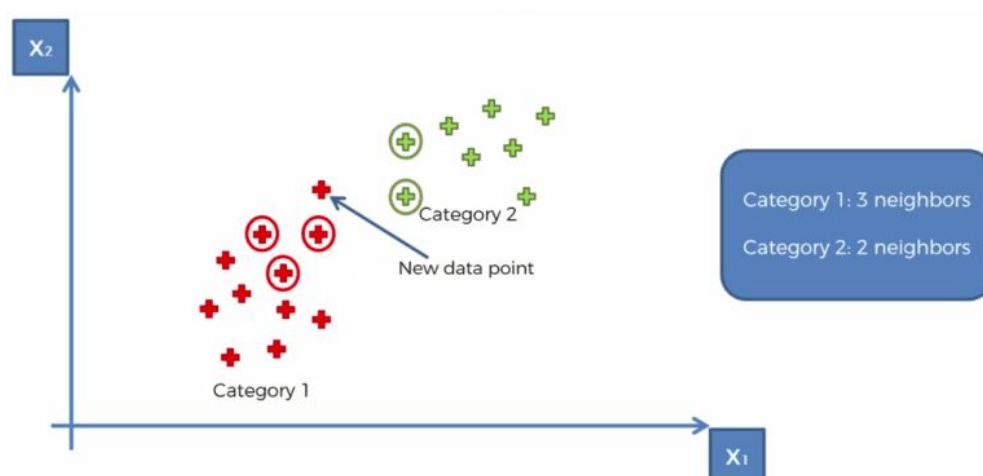 X₂
Category 2
New data point
Category 1
Category 1: 3 neighbors
Category 2: 2 neighbors
X₁